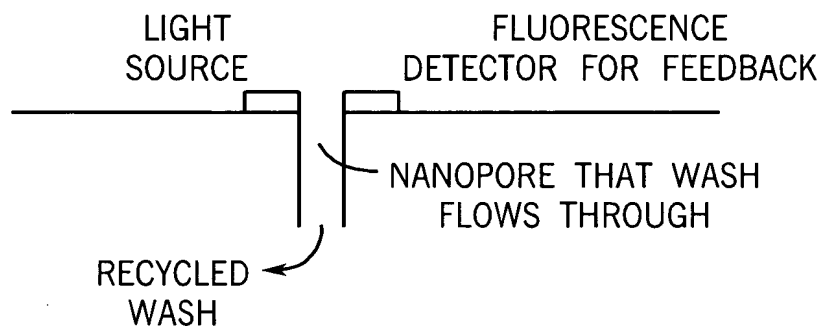 LIGHT
SOURCE
FLUORESCENCE
DETECTOR FOR FEEDBACK
NANOPORE THAT WASH
FLOWS THROUGH
RECYCLED
WASH